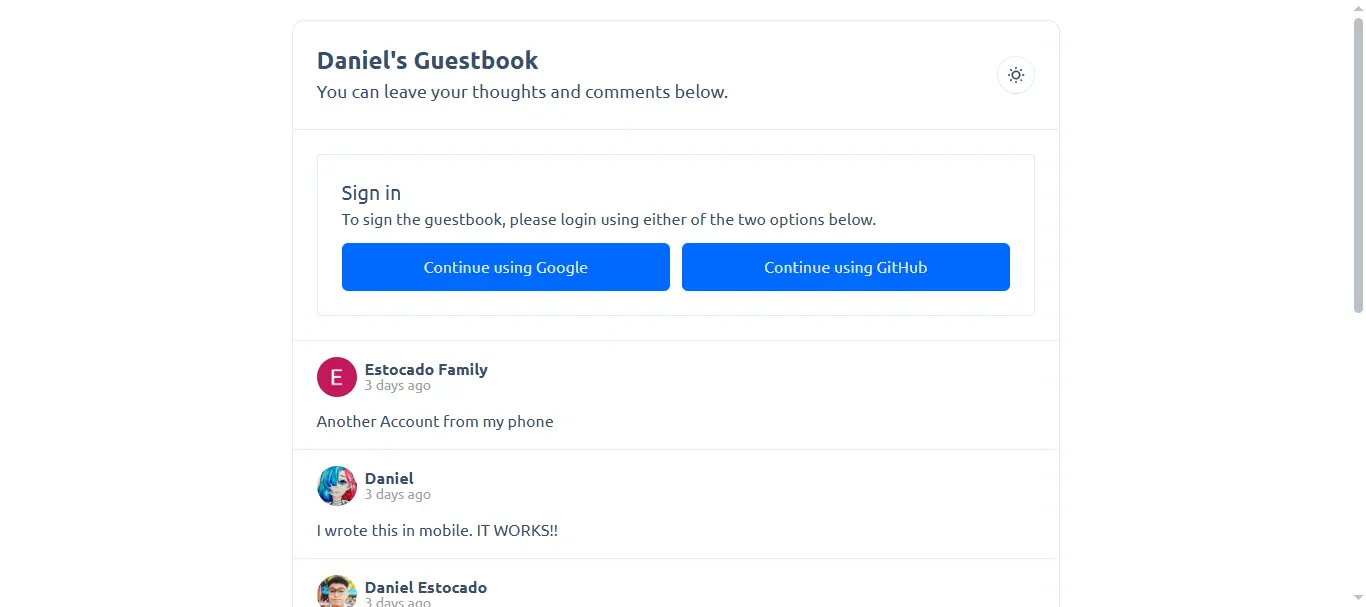 Daniel's Guestbook
You can leave your thoughts and comments below.
Sign in
To sign the guestbook, please login using either of the two options below.
Continue using Google
Continue using GitHub
E
Estocado Family
3 days ago
Another Account from my phone
Daniel
3 days ago
I wrote this in mobile. IT WORKS!!
Daniel Estocado
3 days ago